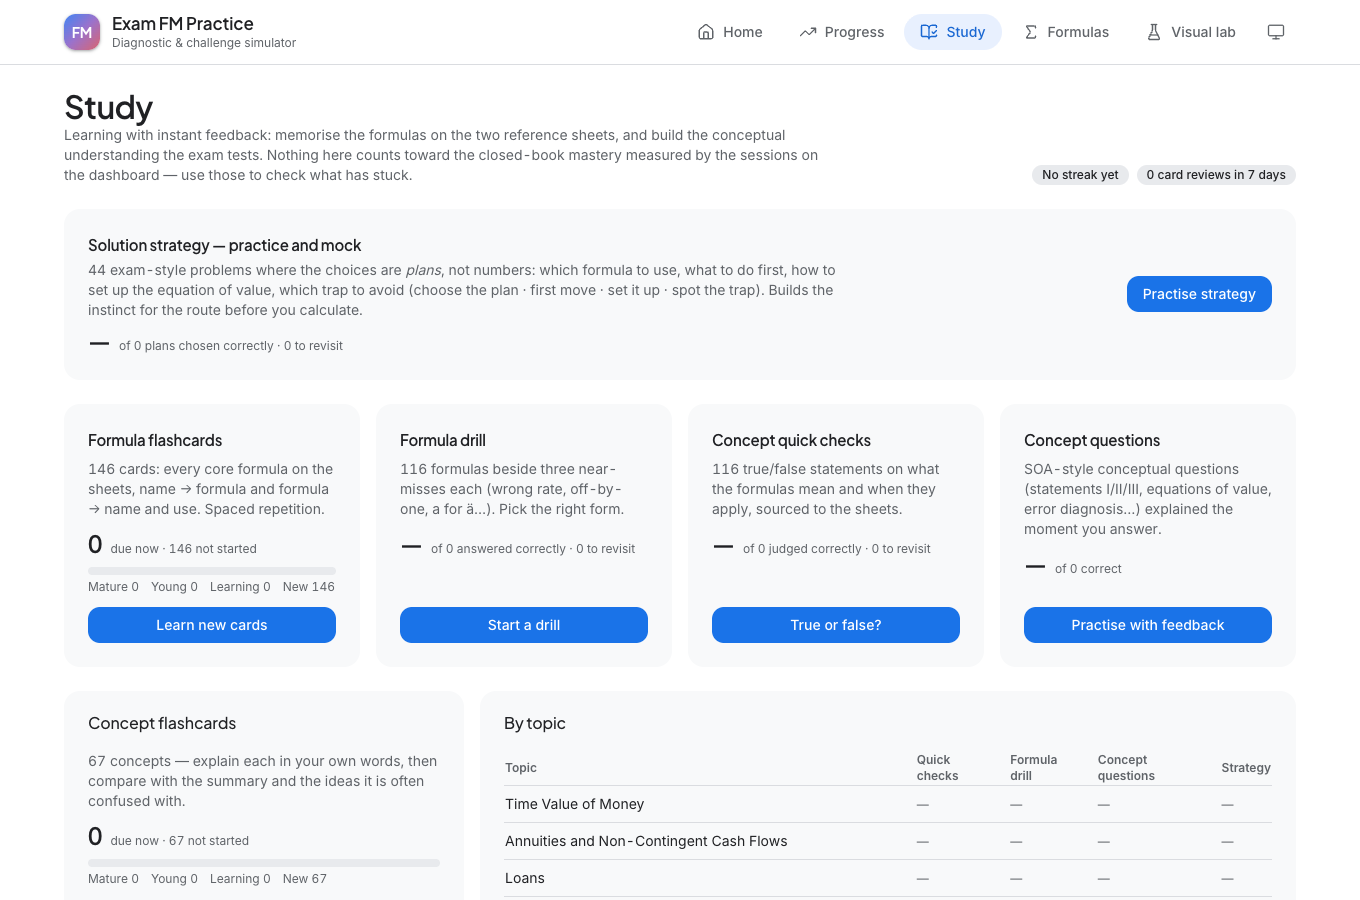 FM
Exam FM Practice
Diagnostic & challenge simulator
Home
Progress
Study
Formulas
Visual lab
Study
Learning with instant feedback: memorise the formulas on the two reference sheets, and build the conceptual
understanding the exam tests. Nothing here counts toward the closed-book mastery measured by the sessions on
the dashboard — use those to check what has stuck.
No streak yet
0 card reviews in 7 days
Solution strategy — practice and mock
44 exam-style problems where the choices are plans, not numbers: which formula to use, what to do first, how to
set up the equation of value, which trap to avoid (choose the plan · first move · set it up · spot the trap). Builds the
instinct for the route before you calculate.
— of 0 plans chosen correctly · 0 to revisit
Practise strategy
Formula flashcards
146 cards: every core formula on the
sheets, name → formula and formula
→ name and use. Spaced repetition.
0 due now · 146 not started
Mature 0 Young 0 Learning 0 New 146
Learn new cards
Formula drill
116 formulas beside three near-
misses each (wrong rate, off-by-
one, a for ä…). Pick the right form.
— of 0 answered correctly · 0 to revisit
Start a drill
Concept quick checks
116 true/false statements on what
the formulas mean and when they
apply, sourced to the sheets.
— of 0 judged correctly · 0 to revisit
True or false?
Concept questions
SOA-style conceptual questions
(statements I/II/III, equations of value,
error diagnosis…) explained the
moment you answer.
— of 0 correct
Practise with feedback
Concept flashcards
67 concepts — explain each in your own words, then
compare with the summary and the ideas it is often
confused with.
0 due now · 67 not started
Mature 0 Young 0 Learning 0 New 67
By topic
Topic Quick checks Formula drill Concept questions Strategy
Time Value of Money — — — —
Annuities and Non-Contingent Cash Flows — — — —
Loans — — — —